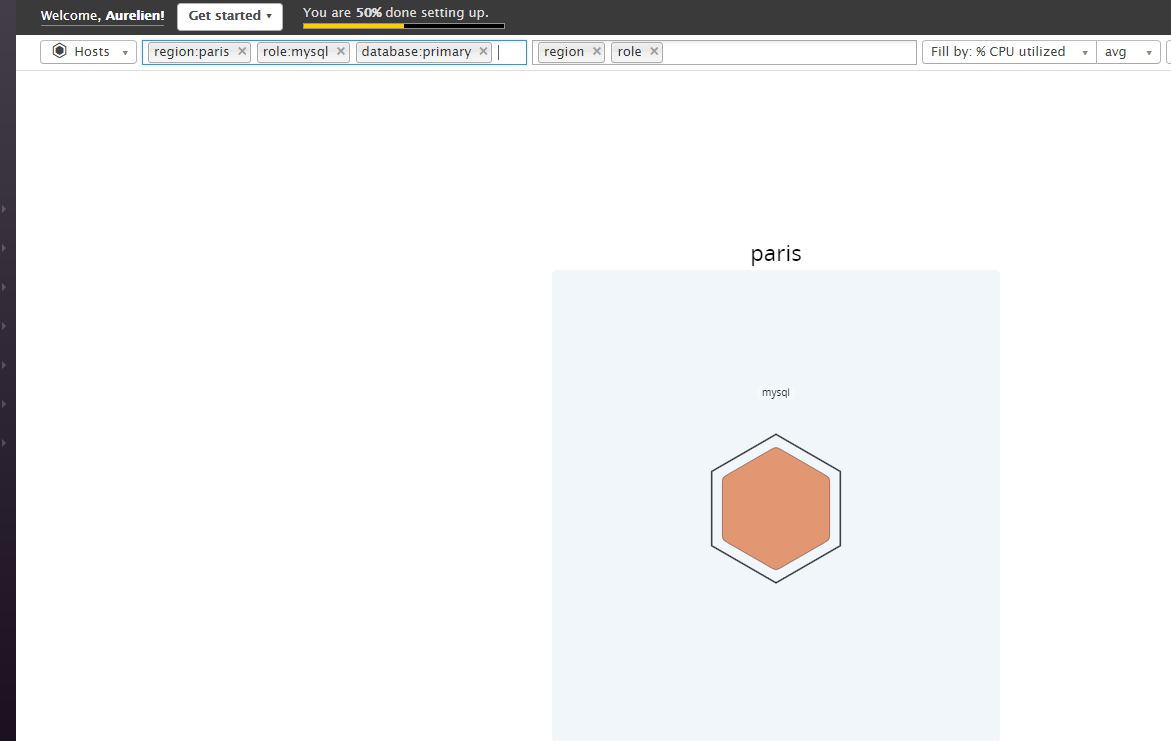 Welcome, Aurelien! Get started You are 50% done setting up.
Hosts region:paris role:mysql database:primary region role Fill by: % CPU utilized avg
paris
mysql